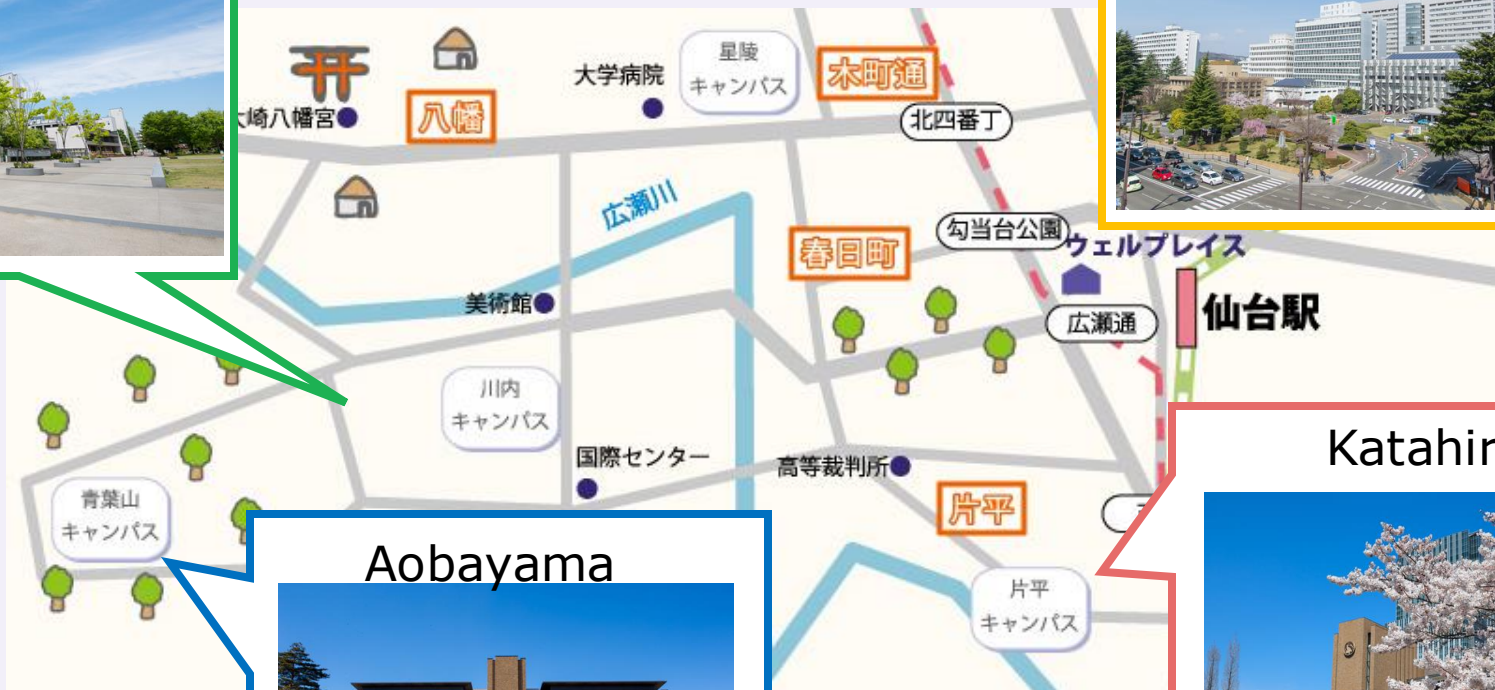 星陵
キャンパス
大学病院
木町通
八幡
崎八幡宮
北四番丁
広瀬川
勾当台公園
ウェルプレイス
春日町
美術館
広瀬通
仙台駅
川内
キャンパス
国際センター
高等裁判所
Katahir
青葉山
キャンパス
片平
Aobayama
片平
キャンパス